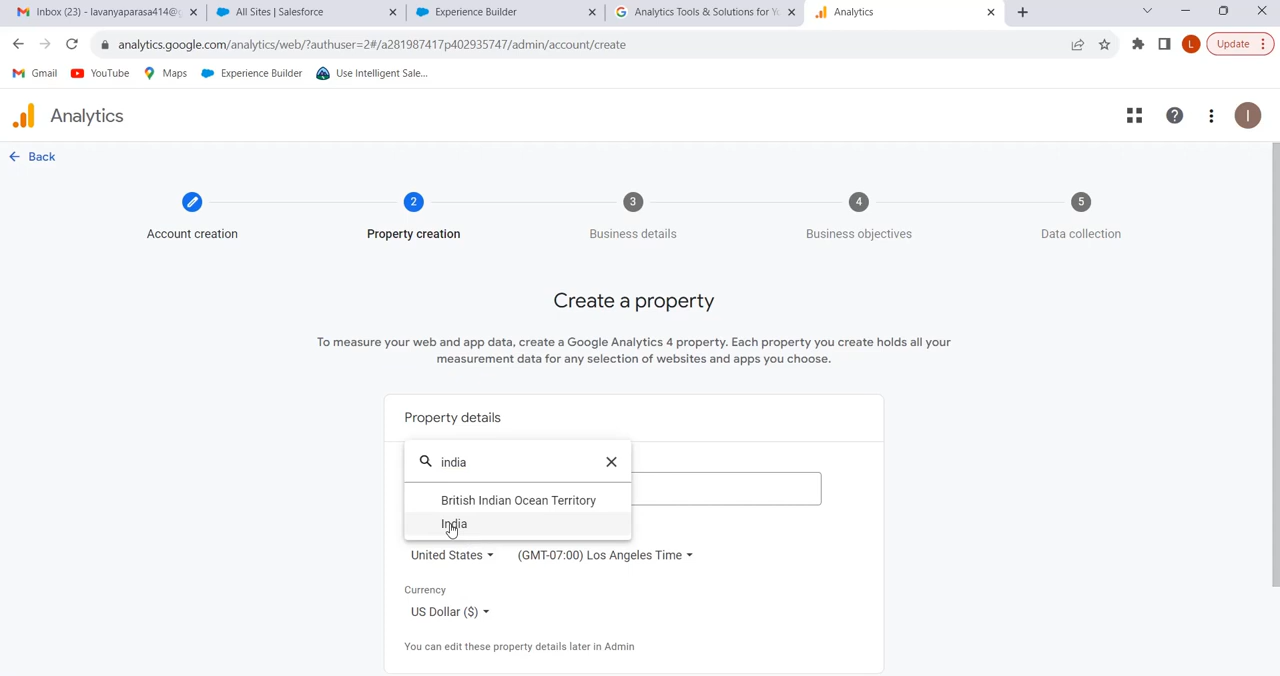 Inbox (23) - lavanyaparasa414@g
All Sites | Salesforce
Experience Builder
Analytics Tools & Solutions for Yo
Analytics
analytics.google.com/analytics/web/?authuser=2#/a281987417p402935747/admin/account/create
Update
Gmail
YouTube
Maps
Experience Builder
Use Intelligent Sale...
Analytics
I
Back
2
3
4
5
Account creation
Property creation
Business details
Business objectives
Data collection
Create a property
To measure your web and app data, create a Google Analytics 4 property. Each property you create holds all your
measurement data for any selection of websites and apps you choose.
Property details
india
British Indian Ocean Territory
India
United States
(GMT-07:00) Los Angeles Time
Currency
US Dollar ($)
You can edit these property details later in Admin